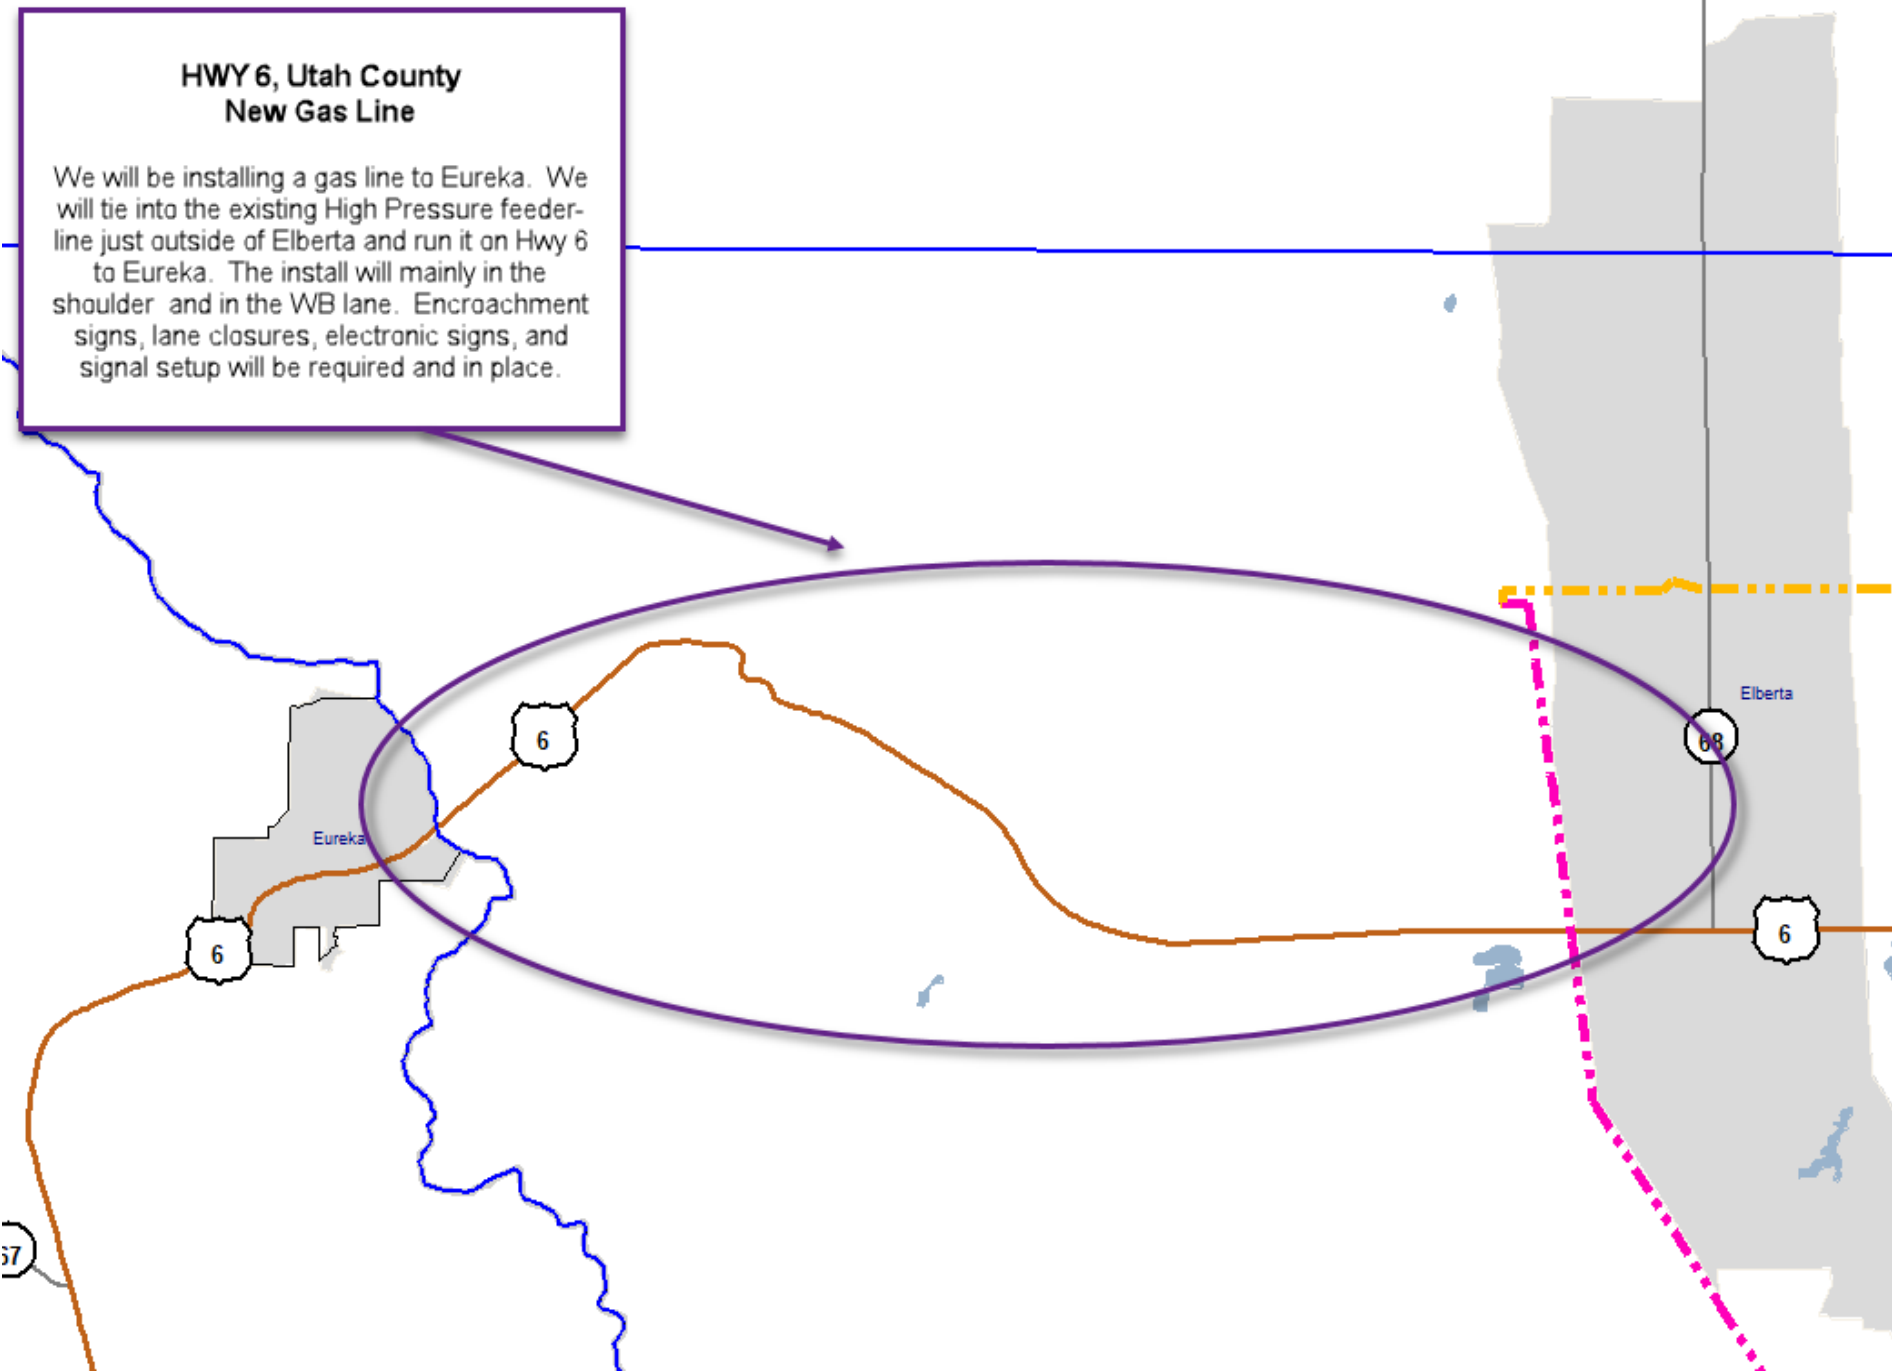 HWY 6, Utah County
New Gas Line
We will be installing a gas line to Eureka. We
will tie into the existing High Pressure feeder-
line just outside of Elberta and run it on Hwy 6
to Eureka. The install will mainly in the
shoulder and in the WB lane. Encroachment
signs, lane closures, electronic signs, and
signal setup will be required and in place.
Elberta
68
6
Eureka
6
6
67